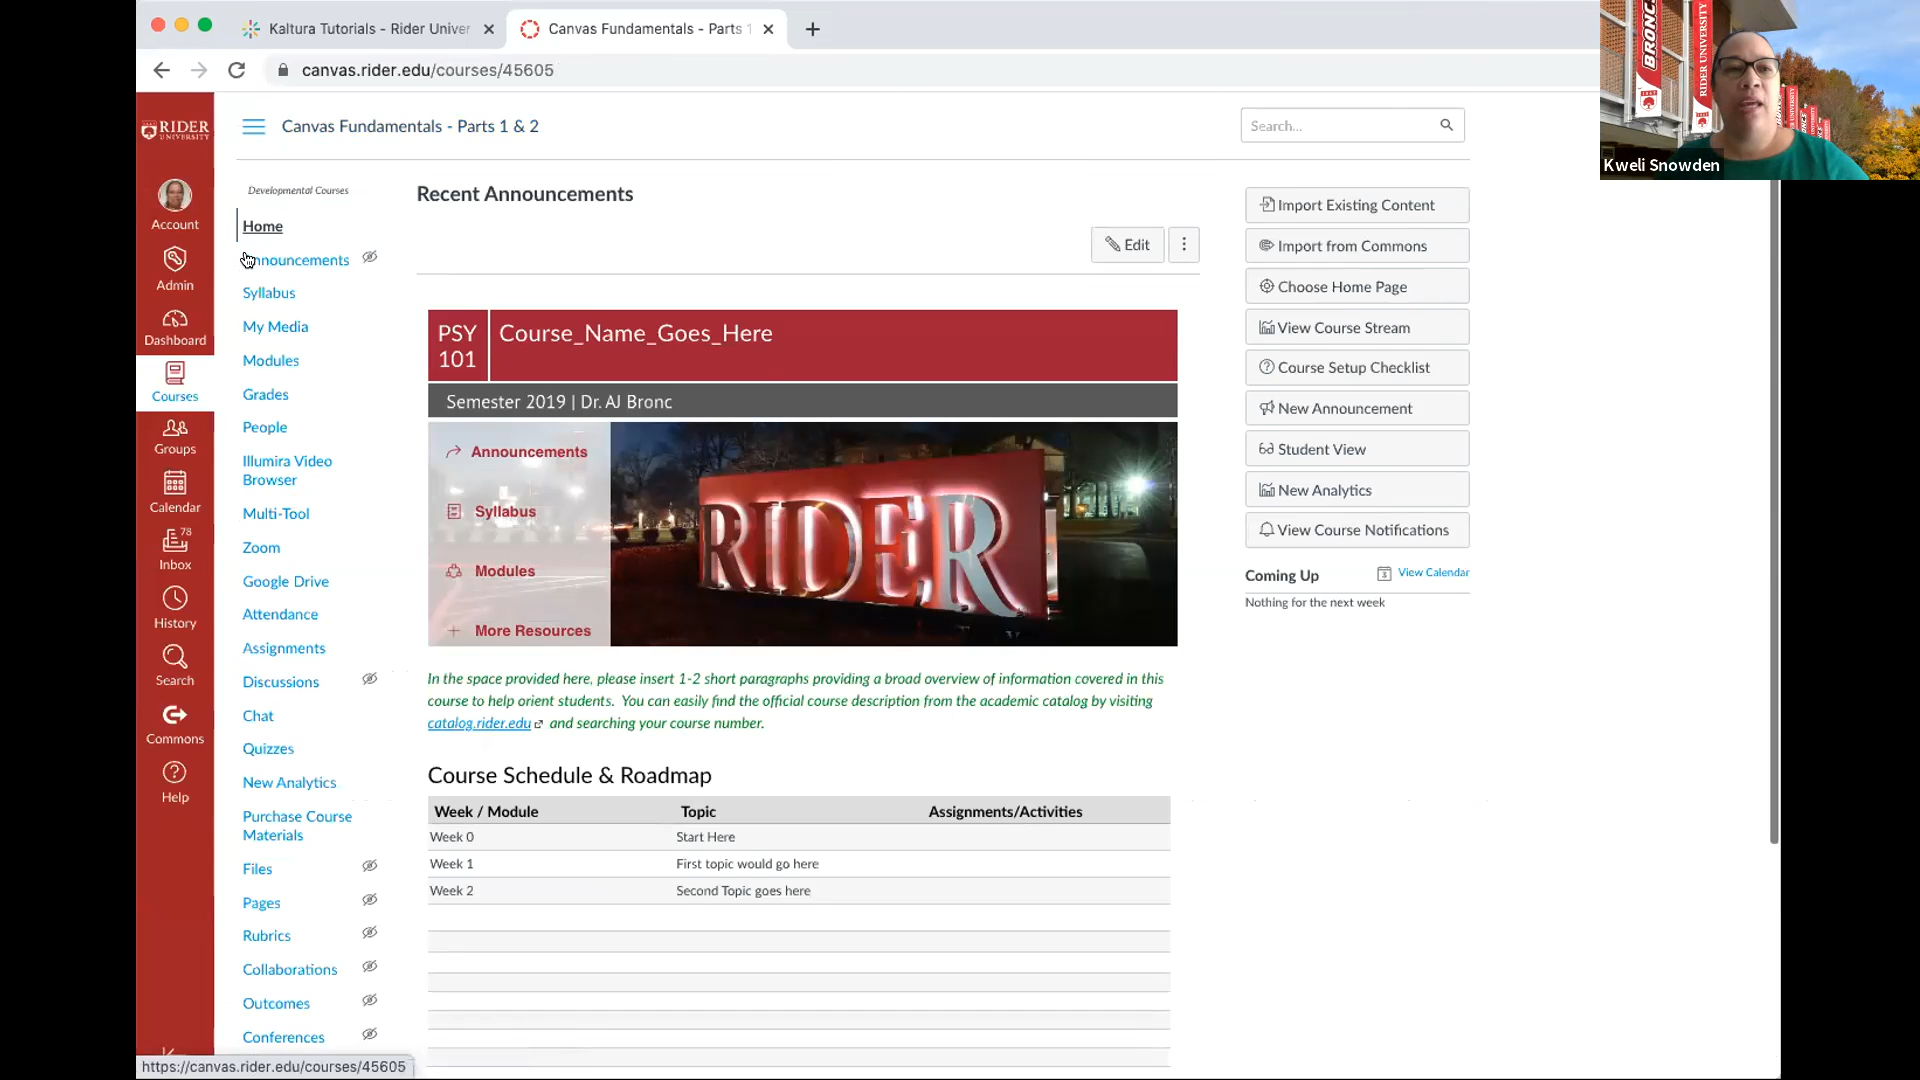 Kaltura Tutorials - Rider Univer
Canvas Fundamentals - Parts 1
canvas.rider.edu/courses/45605
BRONC
RIDER UNIVERSITY
Kweli Snowden
RIDER
UNIVERSITY
Account
Admin
Dashboard
Courses
Groups
Calendar
78
Inbox
History
Search
Commons
Help
Canvas Fundamentals - Parts 1 & 2
Search...
Developmental Courses
Home
Announcements
Syllabus
My Media
Modules
Grades
People
Illumira Video
Browser
Multi-Tool
Zoom
Google Drive
Attendance
Assignments
Discussions
Chat
Quizzes
New Analytics
Purchase Course
Materials
Files
Pages
Rubrics
Collaborations
Outcomes
Conferences
https://canvas.rider.edu/courses/45605
Recent Announcements
Edit
PSY
101
Course_Name_Goes_Here
Semester 2019 | Dr. AJ Bronc
Announcements
Syllabus
Modules
More Resources
RIDER
In the space provided here, please insert 1-2 short paragraphs providing a broad overview of information covered in this
course to help orient students. You can easily find the official course description from the academic catalog by visiting
catalog.rider.edu and searching your course number.
Course Schedule & Roadmap
Week / Module Topic Assignments/Activities
Week 0 Start Here
Week 1 First topic would go here
Week 2 Second Topic goes here
Import Existing Content
Import from Commons
Choose Home Page
View Course Stream
Course Setup Checklist
New Announcement
Student View
New Analytics
View Course Notifications
Coming Up
View Calendar
Nothing for the next week